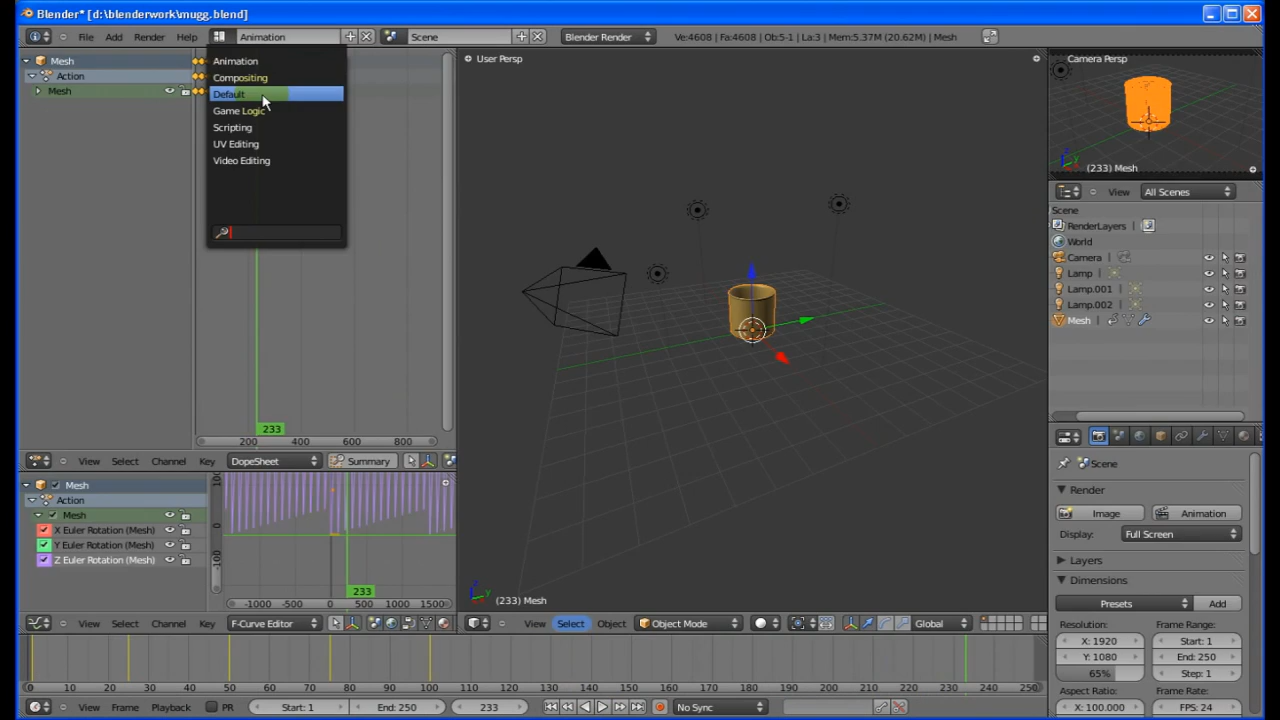 Blender* [d:\blenderwork\mugg.blend]
File Add Render Help Animation Scene Blender Render Ve:4608 | Fa:4608 | Ob:5-1 | La:3 | Mem:5.37M (20.62M) | Mesh
Mesh
Action
Mesh
Animation
Compositing
Default
Game Logic
Scripting
UV Editing
Video Editing
200 400 600 800
233
View Select Channel Key DopeSheet Summary
Mesh
Action
Mesh
X Euler Rotation (Mesh)
Y Euler Rotation (Mesh)
Z Euler Rotation (Mesh)
0
-100
233
-1000 -500 0 500 1000 1500
View Select Channel Key F-Curve Editor
User Persp
(233) Mesh
View Select Object Object Mode Global
Camera Persp
(233) Mesh
View All Scenes
Scene
RenderLayers
World
Camera
Lamp
Lamp.001
Lamp.002
Mesh
Scene
Render
Image Animation
Display: Full Screen
Layers
Dimensions
Presets Add
Resolution: Frame Range:
X: 1920 Start: 1
Y: 1080 End: 250
65% Step: 1
Aspect Ratio: Frame Rate:
X: 100.000 FPS: 24
0 10 20 30 40 50 60 70 80 90 100 110 120 130 140 150 160 170 180 190 200 210 220 230 240 250
View Frame Playback PR Start: 1 End: 250 233 No Sync